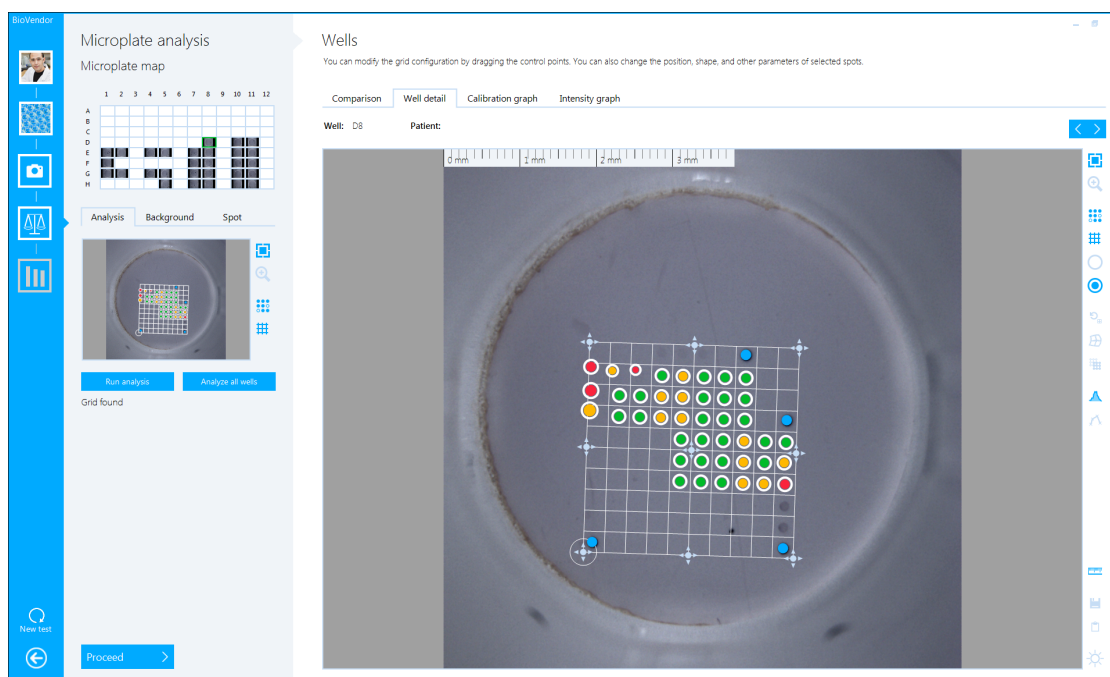 BioVendor
Microplate analysis
Microplate map
1 2 3 4 5 6 7 8 9 10 11 12
A
B
C
D
E
F
G
H
Analysis Background Spot
Run analysis Analyze all wells
Grid found
New test
Proceed
Wells
You can modify the grid configuration by dragging the control points. You can also change the position, shape, and other parameters of selected spots.
Comparison Well detail Calibration graph Intensity graph
Well: D8 Patient:
0 mm 1 mm 2 mm 3 mm